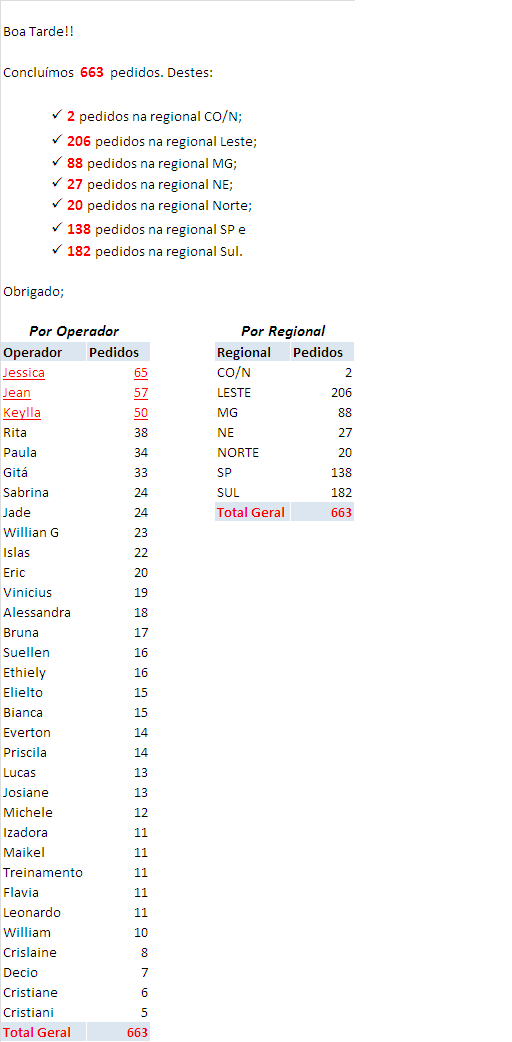 Boa Tarde!!
Concluímos 663 pedidos. Destes:
✓ 2 pedidos na regional CO/N;
✓ 206 pedidos na regional Leste;
✓ 88 pedidos na regional MG;
✓ 27 pedidos na regional NE;
✓ 20 pedidos na regional Norte;
✓ 138 pedidos na regional SP e
✓ 182 pedidos na regional Sul.
Obrigado;
Por Operador
Operador Pedidos
Jessica 65
Jean 57
Keylla 50
Rita 38
Paula 34
Gitá 33
Sabrina 24
Jade 24
Willian G 23
Islas 22
Eric 20
Vinicius 19
Alessandra 18
Bruna 17
Suellen 16
Ethiely 16
Elielto 15
Bianca 15
Everton 14
Priscila 14
Lucas 13
Josiane 13
Michele 12
Izadora 11
Maikel 11
Treinamento 11
Flavia 11
Leonardo 11
William 10
Crislaine 8
Decio 7
Cristiane 6
Cristiani 5
Total Geral 663
Por Regional
Regional Pedidos
CO/N 2
LESTE 206
MG 88
NE 27
NORTE 20
SP 138
SUL 182
Total Geral 663